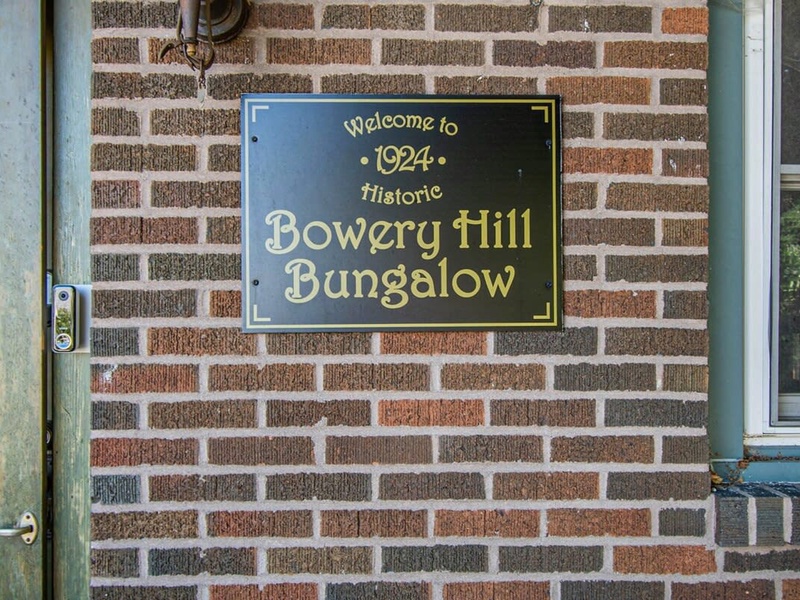 Welcome to
• 1924 •
Historic
Bowery Hill
Bungalow